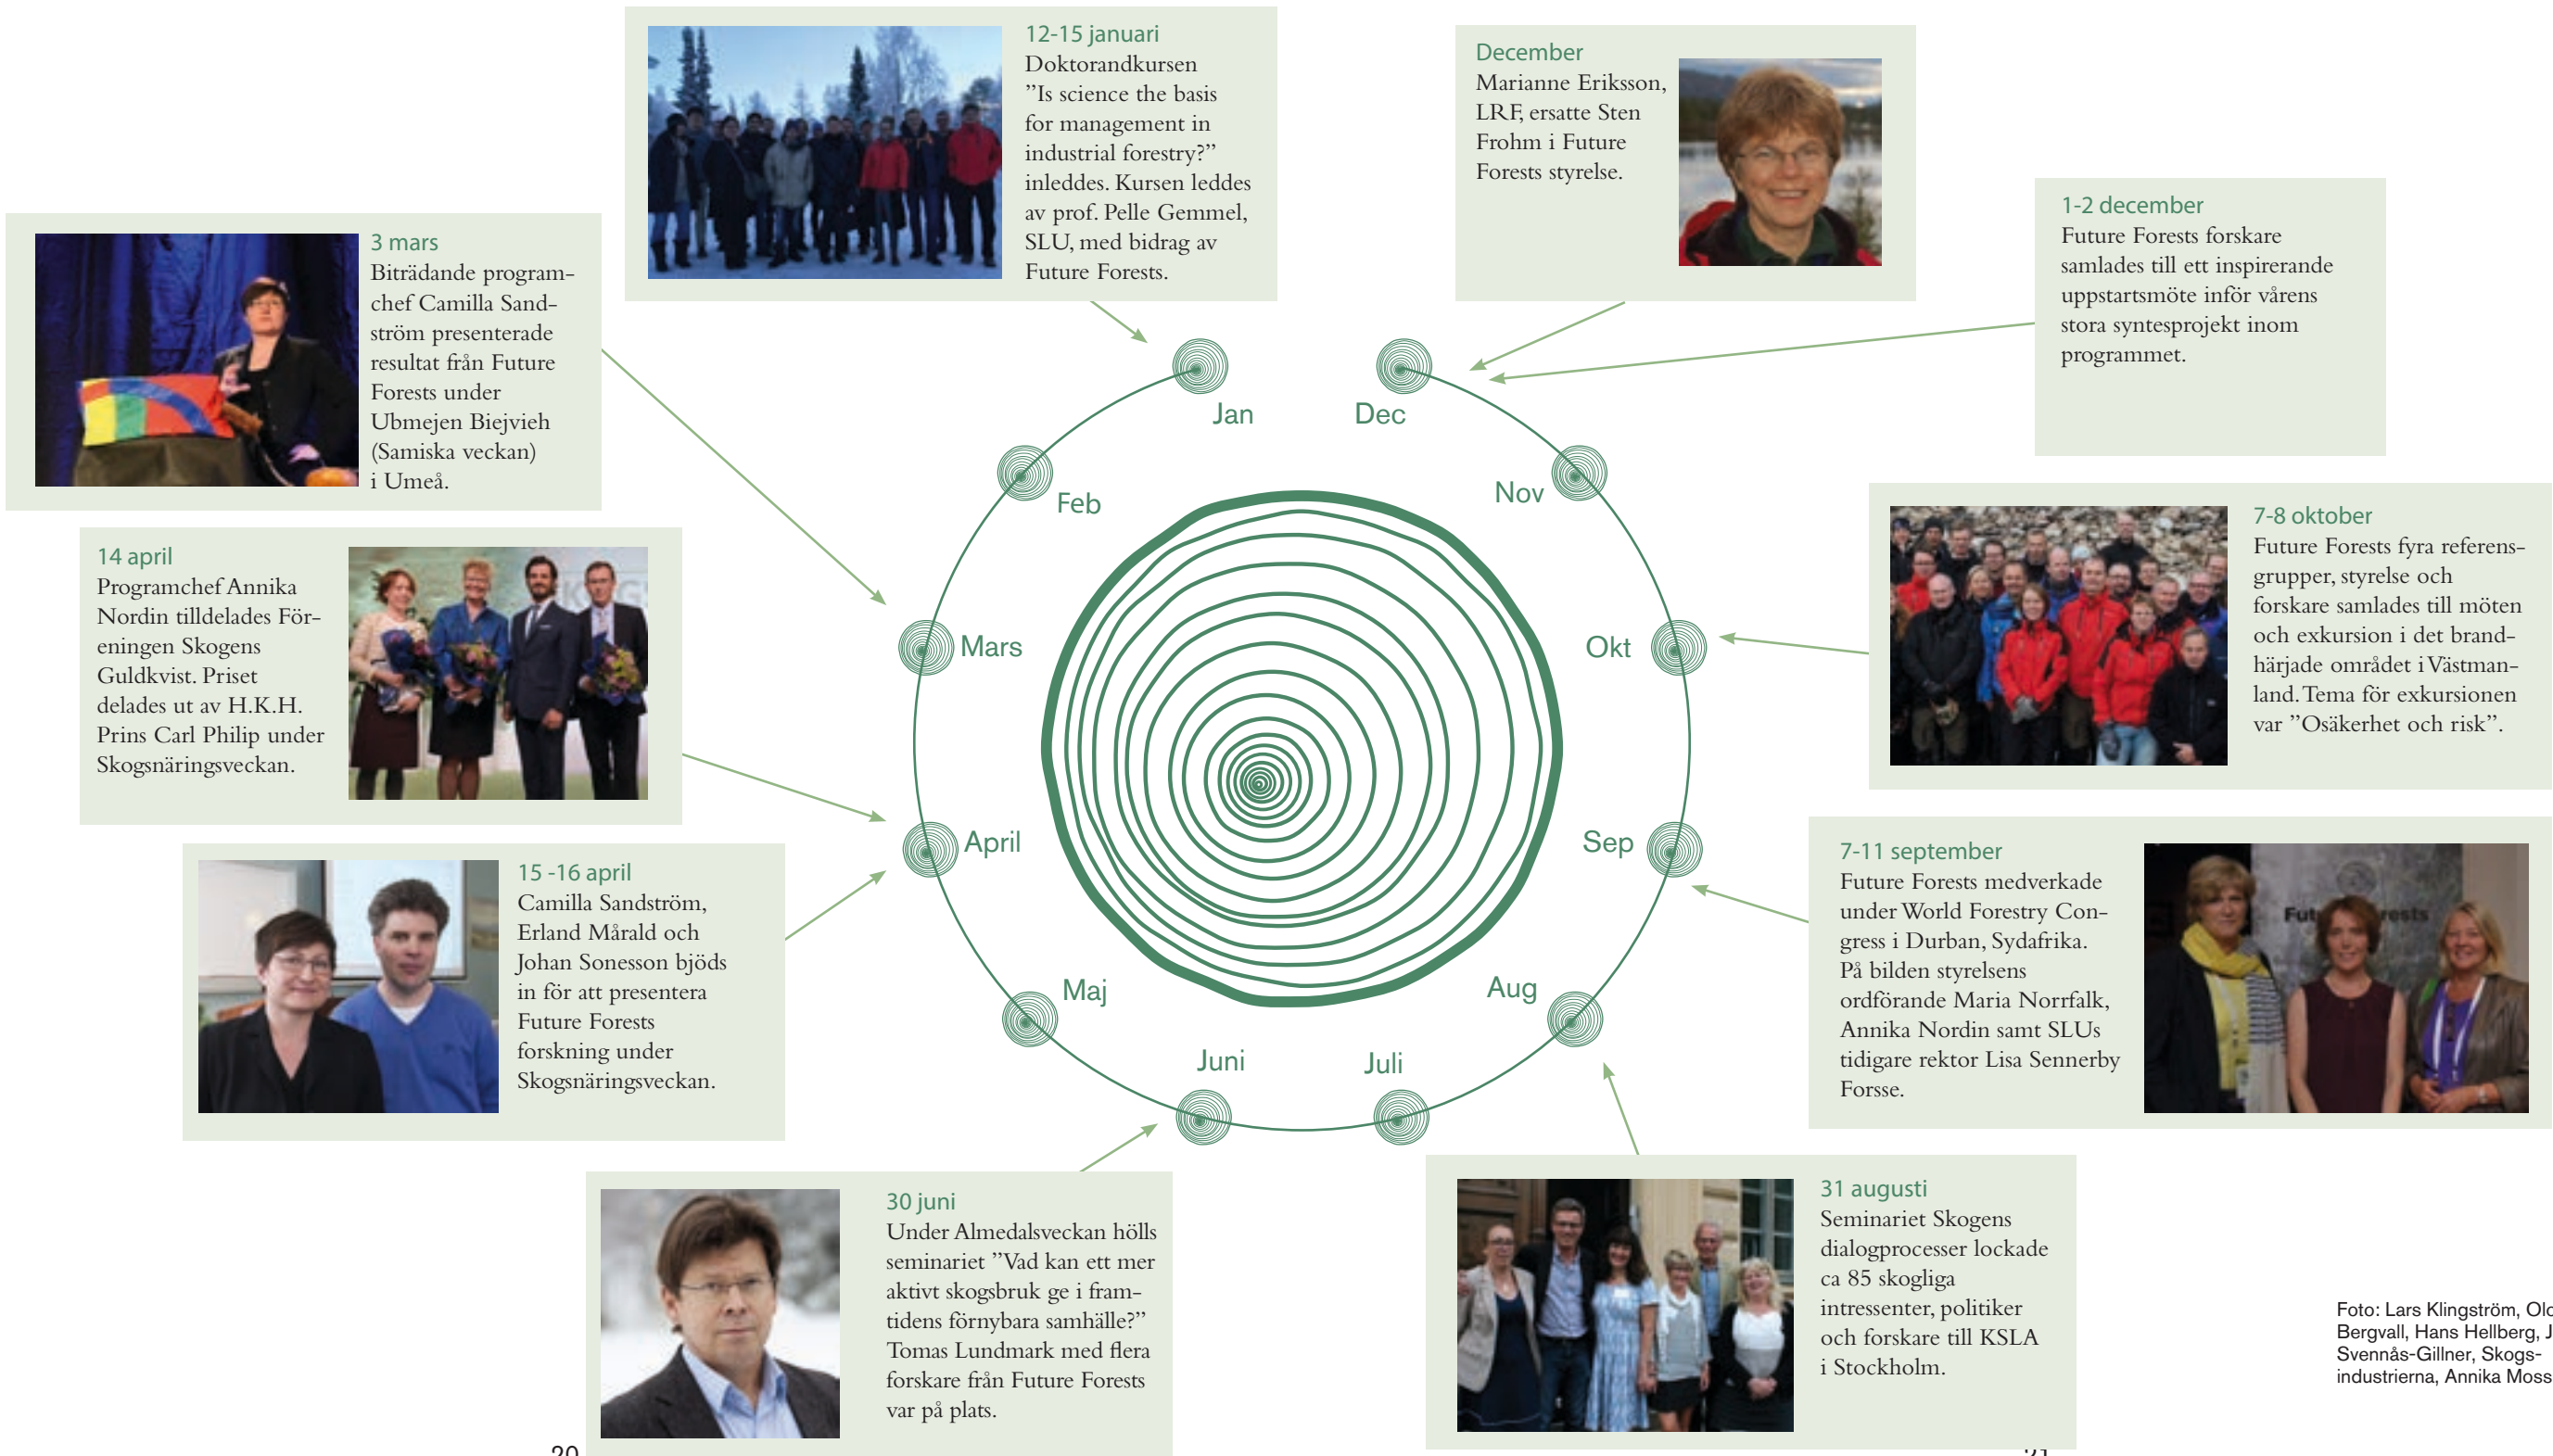 12-15 januari
Doktorandkursen
”Is science the basis
for management in
industrial forestry?”
inleddes. Kursen leddes
av prof. Pelle Gemmel,
SLU, med bidrag av
Future Forests.
December
Marianne Eriksson,
LRF, ersatte Sten
Frohm i Future
Forests styrelse.
1-2 december
Future Forests forskare
samlades till ett inspirerande
uppstartsmöte inför vårens
stora syntesprojekt inom
programmet.
3 mars
Biträdande program-
chef Camilla Sand-
ström presenterade
resultat från Future
Forests under
Ubmejen Biejvieh
(Samiska veckan)
i Umeå.
14 april
Programchef Annika
Nordin tilldelades För-
eningen Skogens
Guldkvist. Priset
delades ut av H.K.H.
Prins Carl Philip under
Skogsnäringsveckan.
15 -16 april
Camilla Sandström,
Erland Mårald och
Johan Sonesson bjöds
in för att presentera
Future Forests
forskning under
Skogsnäringsveckan.
30 juni
Under Almedalsveckan hölls
seminariet ”Vad kan ett mer
aktivt skogsbruk ge i fram-
tidens förnybara samhälle?”
Tomas Lundmark med flera
forskare från Future Forests
var på plats.
Jan
Feb
Mars
April
Maj
Juni
Juli
Aug
Sep
Okt
Nov
Dec
7-8 oktober
Future Forests fyra referens-
grupper, styrelse och
forskare samlades till möten
och exkursion i det brand-
härjade området i Västman-
land. Tema för exkursionen
var ”Osäkerhet och risk”.
7-11 september
Future Forests medverkade
under World Forestry Con-
gress i Durban, Sydafrika.
På bilden styrelsens
ordförande Maria Norrfalk,
Annika Nordin samt SLUs
tidigare rektor Lisa Sennerby
Forsse.
31 augusti
Seminariet Skogens
dialogprocesser lockade
ca 85 skogliga
intressenter, politiker
och forskare till KSLA
i Stockholm.
Foto: Lars Klingström,
Bergvall, Hans Hellberg,
Svennås-Gillner, Skogs-
industrierna, Annika
20
21